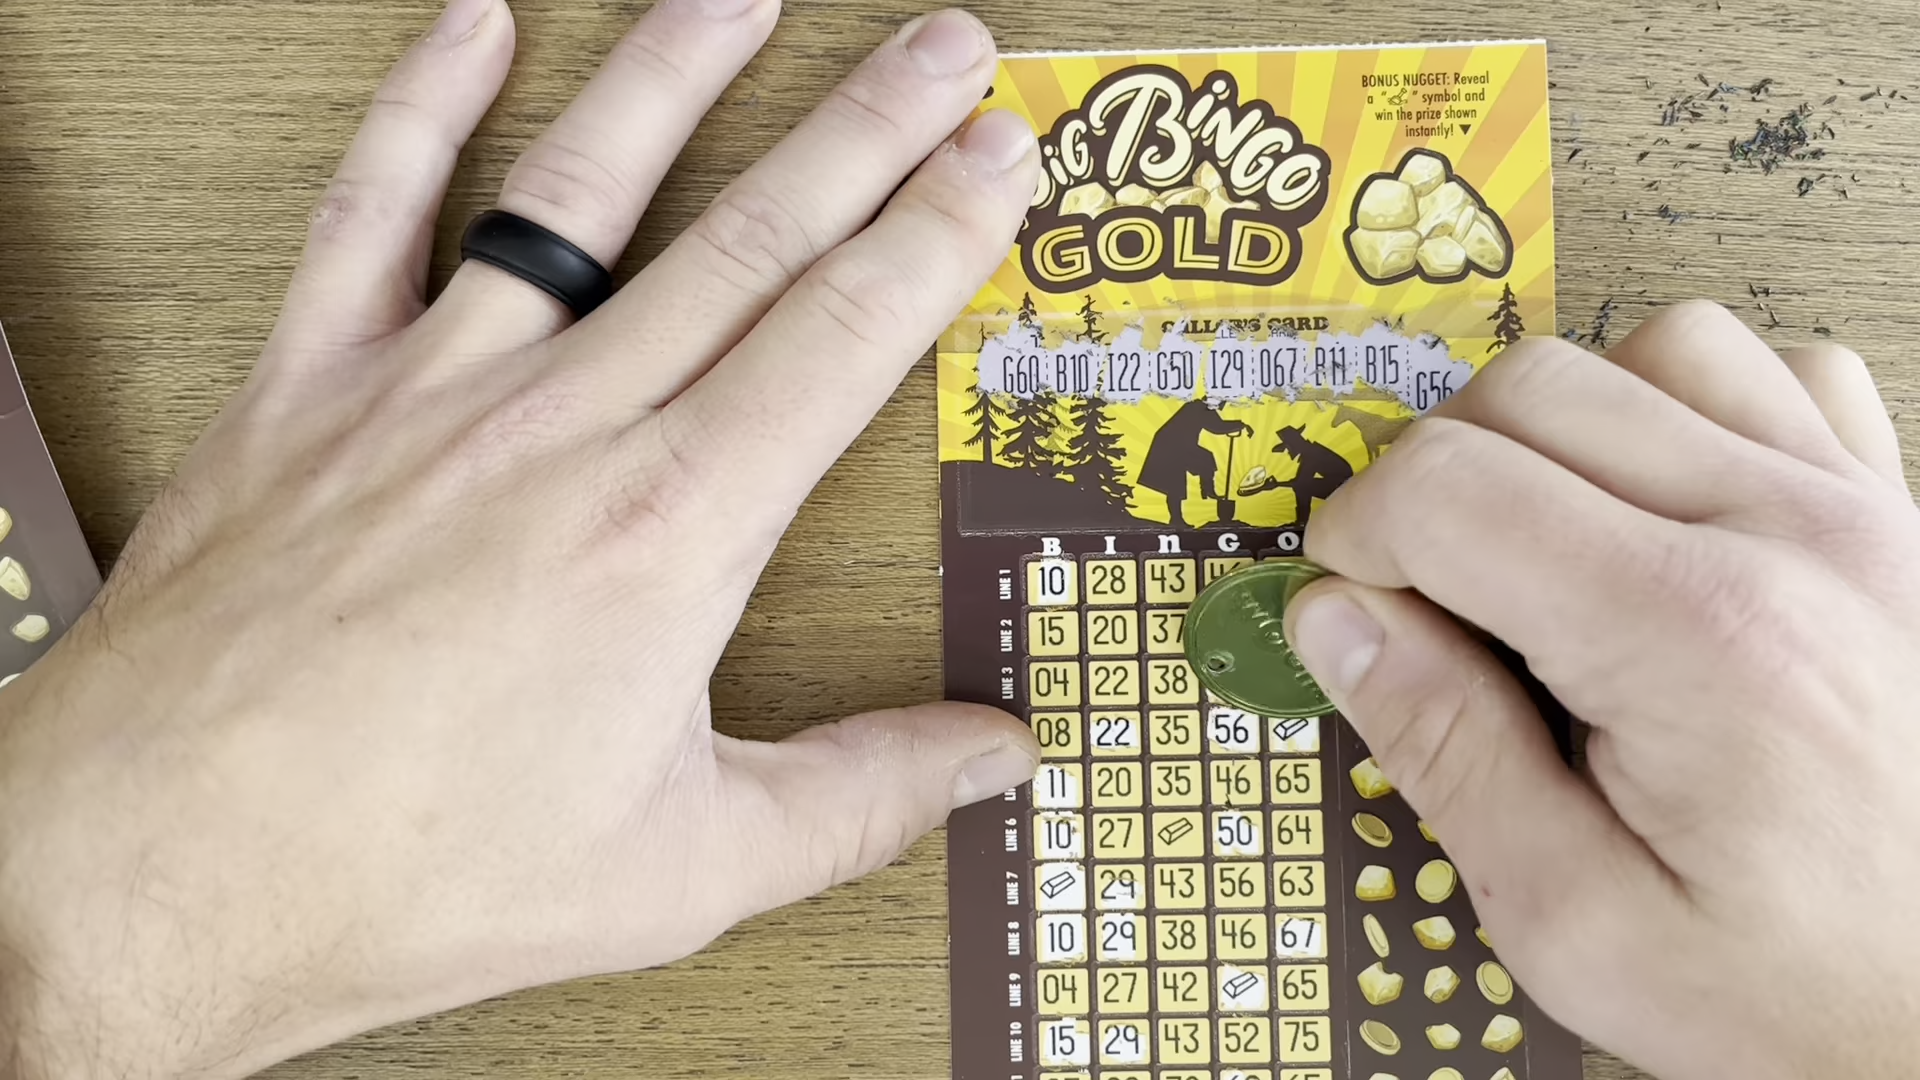 BIG BINGO
GOLD
BONUS NUGGET: Reveal
a " " symbol and
win the prize shown
instantly! ▼
CALLER'S CARD
G60 B10 I22 G50 I29 O67 B11 B15 G56
B I N G O
LINE 1 10 28 43
LINE 2 15 20 37
LINE 3 04 22 38
08 22 35 56
11 20 35 46 65
LINE 6 10 27 50 64
LINE 7 29 43 56 63
LINE 8 10 29 38 46 67
LINE 9 04 27 42 65
LINE 10 15 29 43 52 75